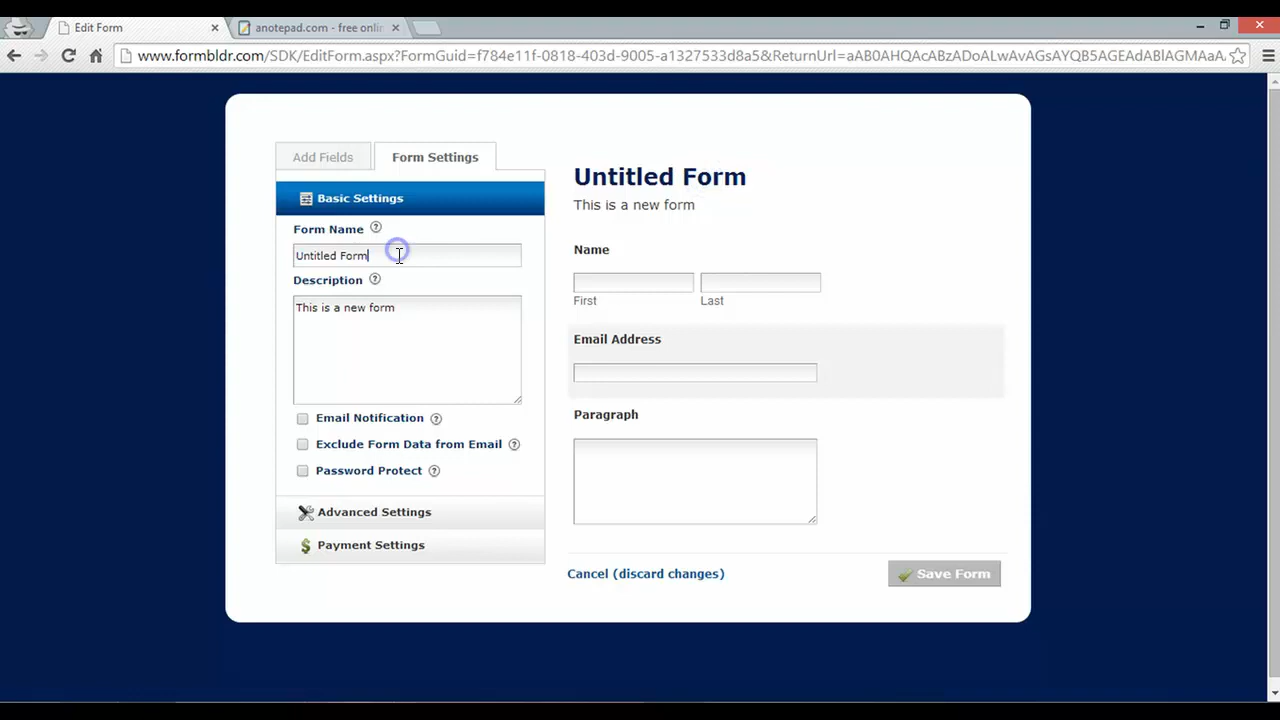 Edit Form
anotepad.com - free onlin
www.formbldr.com/SDK/EditForm.aspx?FormGuid=f784e11f-0818-403d-9005-a1327533d8a5&ReturnUrl=aAB0AHQAcABzADoALwAvAGsAYQB5AGEAdABlAGMAaAA
Add Fields
Form Settings
Basic Settings
Form Name ?
Untitled Form
Description ?
This is a new form
Email Notification ?
Exclude Form Data from Email ?
Password Protect ?
Advanced Settings
$ Payment Settings
Untitled Form
This is a new form
Name
First Last
Email Address
Paragraph
Cancel (discard changes)
Save Form